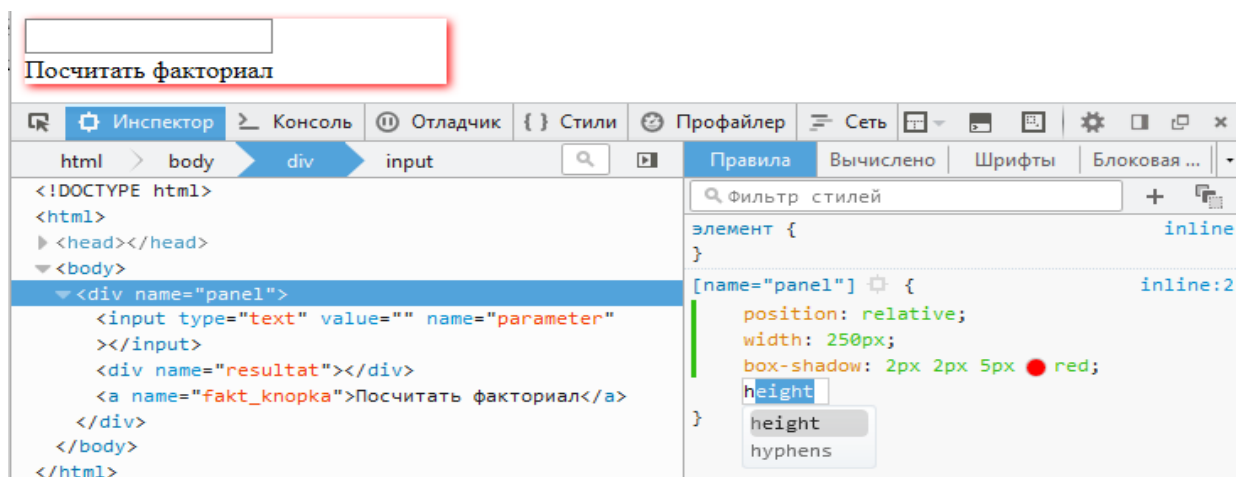 Посчитать факториал
Инспектор Консоль Отладчик { } Стили Профайлер Сеть
html body div input Правила Вычислено Шрифты Блоковая ...
<!DOCTYPE html>
Фильтр стилей
<html>
<head></head>
элемент { inline
<body>
}
<div name="panel">
[name="panel"] { inline:2
<input type="text" value="" name="parameter"
position: relative;
></input>
width: 250px;
<div name="resultat"></div>
box-shadow: 2px 2px 5px red;
<a name="fakt_knopka">Посчитать факториал</a>
height
</div>
}
height
</body>
hyphens
</html>